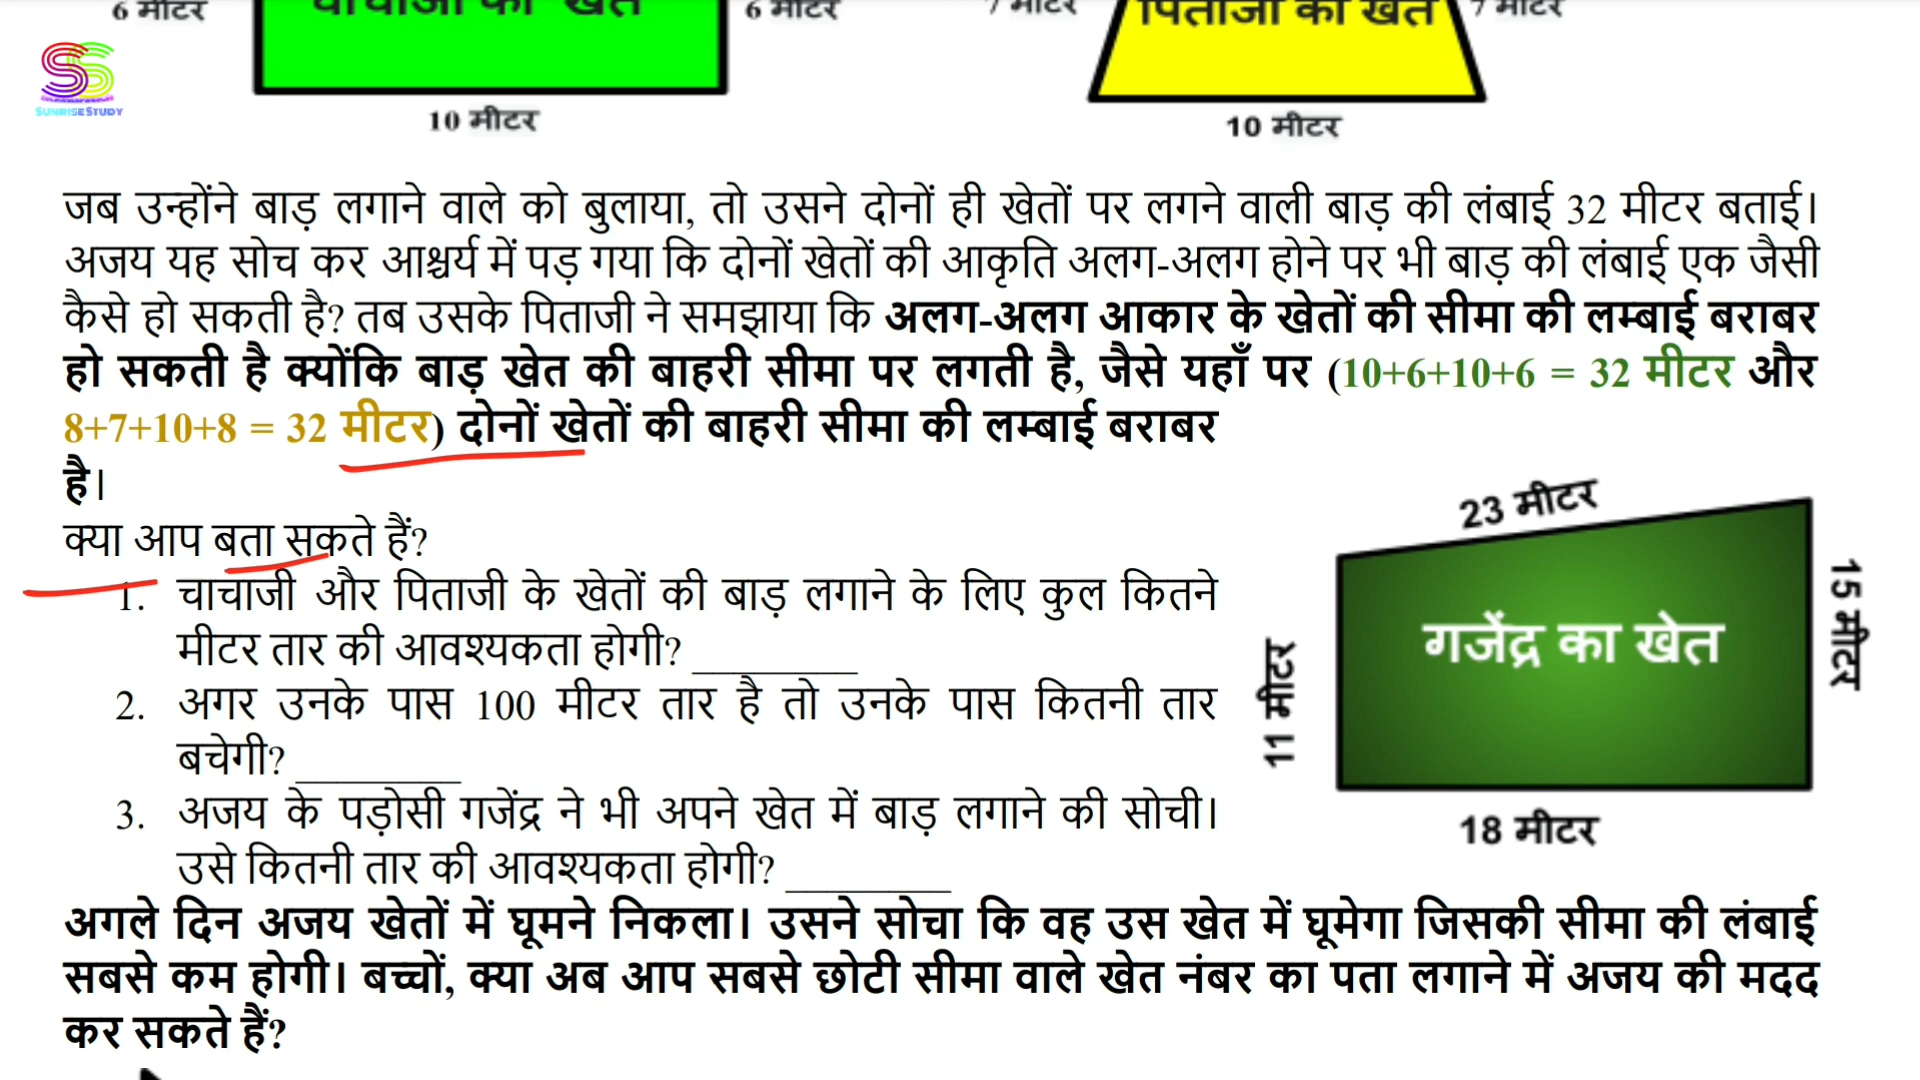 6 मीटर
चाचाजी का खेत
6 मीटर
7 मीटर
पिताजी का खेत
7 मीटर
SUNRISE STUDY
10 मीटर
10 मीटर
जब उन्होंने बाड़ लगाने वाले को बुलाया, तो उसने दोनों ही खेतों पर लगने वाली बाड़ की लंबाई 32 मीटर बताई।
अजय यह सोच कर आश्चर्य में पड़ गया कि दोनों खेतों की आकृति अलग-अलग होने पर भी बाड़ की लंबाई एक जैसी
कैसे हो सकती है? तब उसके पिताजी ने समझाया कि अलग-अलग आकार के खेतों की सीमा की लम्बाई बराबर
हो सकती है क्योंकि बाड़ खेत की बाहरी सीमा पर लगती है, जैसे यहाँ पर (10+6+10+6 = 32 मीटर और
8+7+10+8 = 32 मीटर) दोनों खेतों की बाहरी सीमा की लम्बाई बराबर
है।
क्या आप बता सकते हैं?
1. चाचाजी और पिताजी के खेतों की बाड़ लगाने के लिए कुल कितने
मीटर तार की आवश्यकता होगी? ________
2. अगर उनके पास 100 मीटर तार है तो उनके पास कितनी तार
बचेगी? ________
3. अजय के पड़ोसी गजेंद्र ने भी अपने खेत में बाड़ लगाने की सोची।
उसे कितनी तार की आवश्यकता होगी? ________
23 मीटर
15 मीटर
गजेंद्र का खेत
11 मीटर
18 मीटर
अगले दिन अजय खेतों में घूमने निकला। उसने सोचा कि वह उस खेत में घूमेगा जिसकी सीमा की लंबाई
सबसे कम होगी। बच्चों, क्या अब आप सबसे छोटी सीमा वाले खेत नंबर का पता लगाने में अजय की मदद
कर सकते हैं?